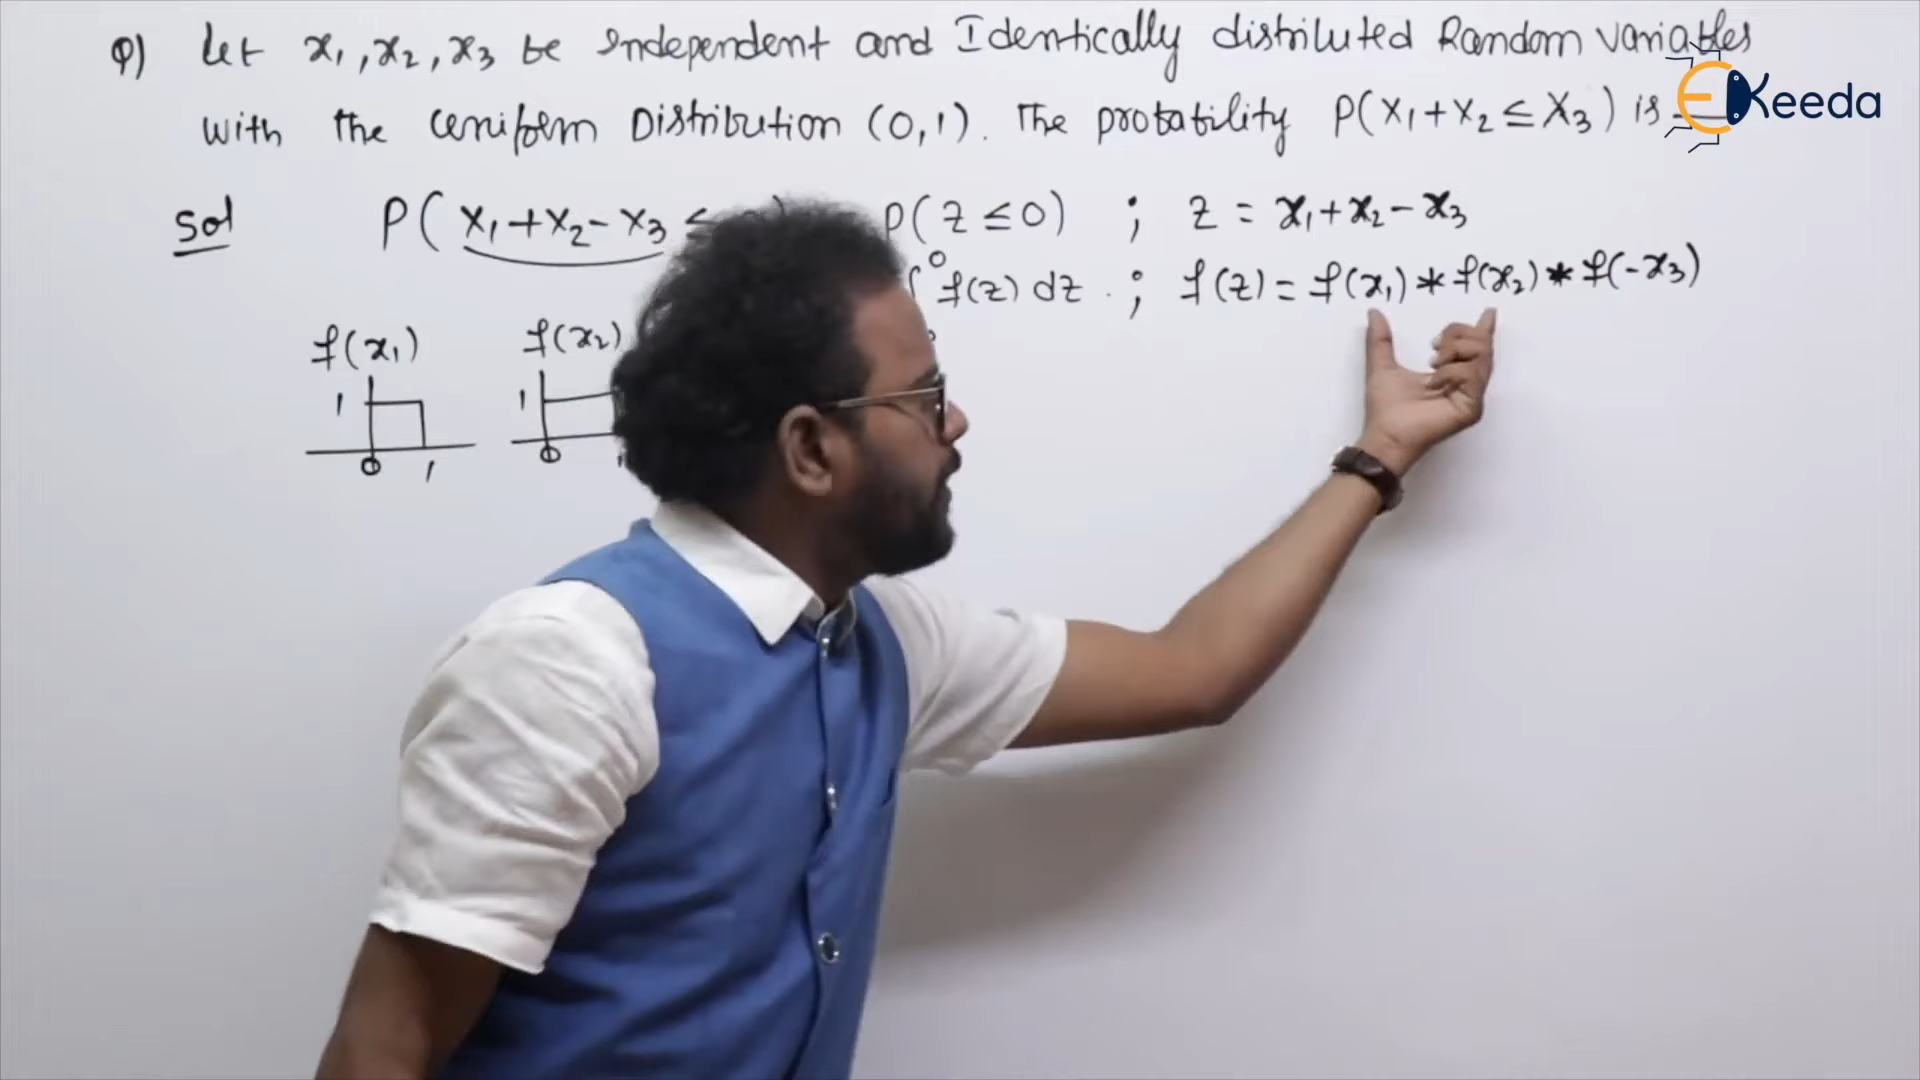 Q) Let x₁, x₂, x₃ be Independent and Identically distributed Random variables
With the uniform Distribution (0,1). The probability P(X₁+X₂≤X₃) is
EKeeda
Sol P(X₁+X₂-X₃≤ P(Z≤0) ; Z = x₁+x₂-x₃
∫⁰ f(z) dz . ; f(z) = f(x₁) * f(x₂) * f(-x₃)
f(x₁) f(x₂)
1 1
0 1 0